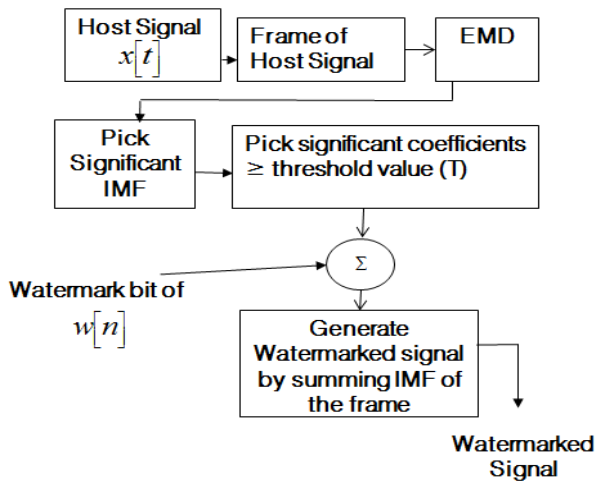 Host Signal
x[t]
Frame of
Host Signal
EMD
Pick
Significant
IMF
Pick significant coefficients
≥ threshold value (T)
Σ
Watermark bit of
w[n]
Generate
Watermarked signal
by summing IMF of
the frame
Watermarked
Signal